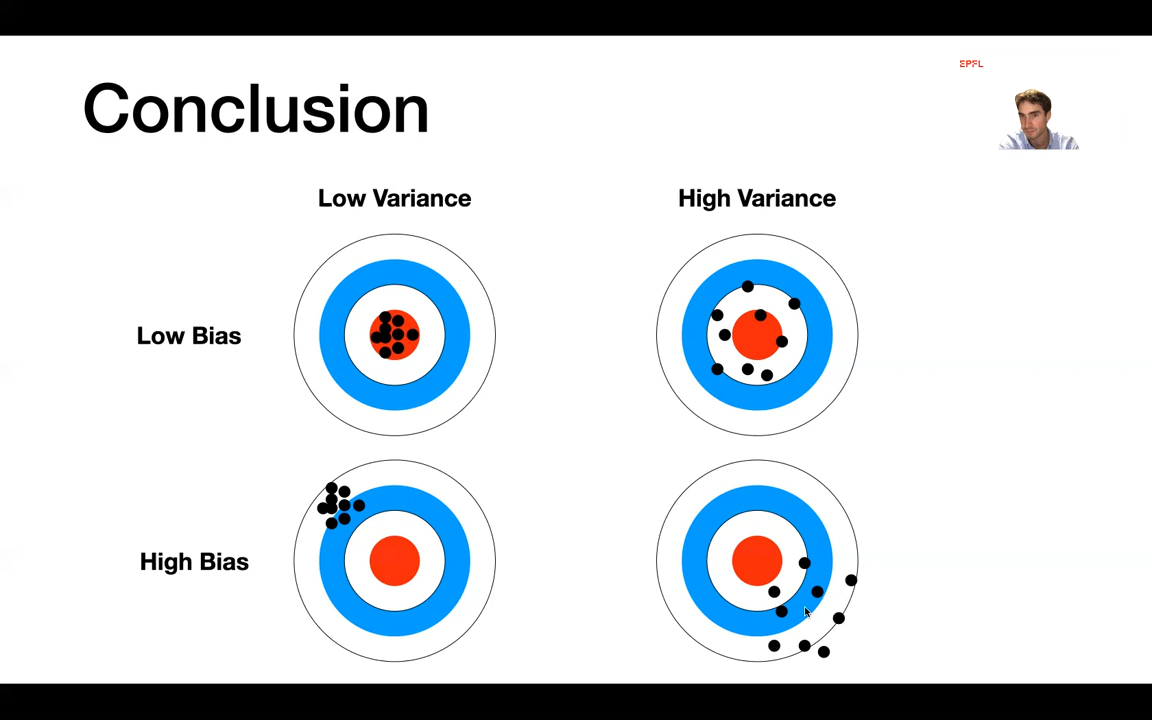 EPFL
Conclusion
Low Variance
High Variance
Low Bias
High Bias